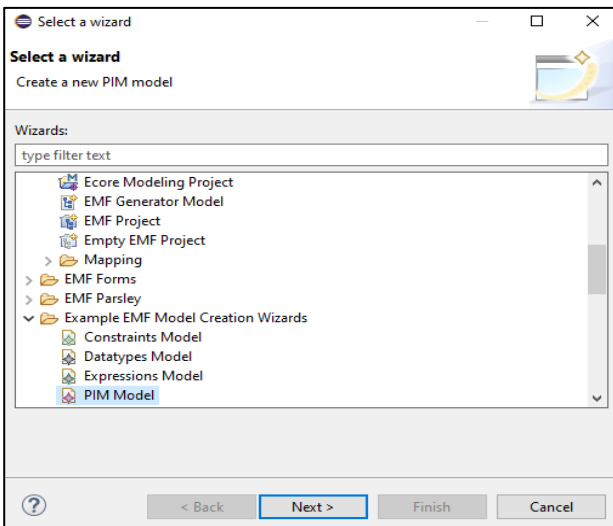 Select a wizard
Select a wizard
Create a new PIM model
Wizards:
type filter text
Ecore Modeling Project
EMF Generator Model
EMF Project
Empty EMF Project
Mapping
EMF Forms
EMF Parsley
Example EMF Model Creation Wizards
Constraints Model
Datatypes Model
Expressions Model
PIM Model
? < Back Next > Finish Cancel